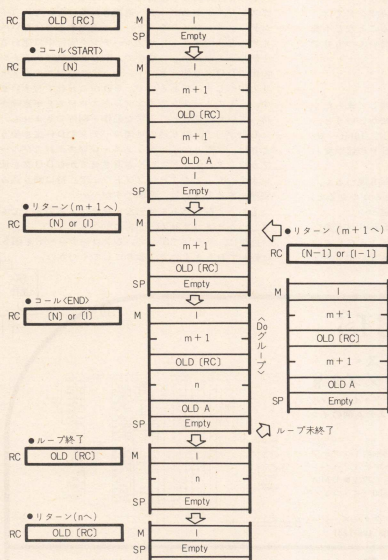 RC OLD〔RC〕 M I
SP Empty
●コール〈START〉
RC 〔N〕 M I
m+1
OLD〔RC〕
m+1
OLD A
I
SP Empty
●リターン(m+1へ)
RC 〔N〕or〔I〕 M I
m+1
OLD〔RC〕
SP Empty
●リターン(m+1へ)
RC 〔N-1〕or〔I-1〕
●コール〈END〉
RC 〔N〕or〔I〕 M I
m+1
OLD〔RC〕
n
OLD A
SP Empty
〈Doグループ〉
M I
m+1
OLD〔RC〕
m+1
OLD A
SP Empty
ループ未終了
●ループ終了
RC OLD〔RC〕 M I
n
SP Empty
●リターン(nへ)
RC OLD〔RC〕 M I
SP Empty